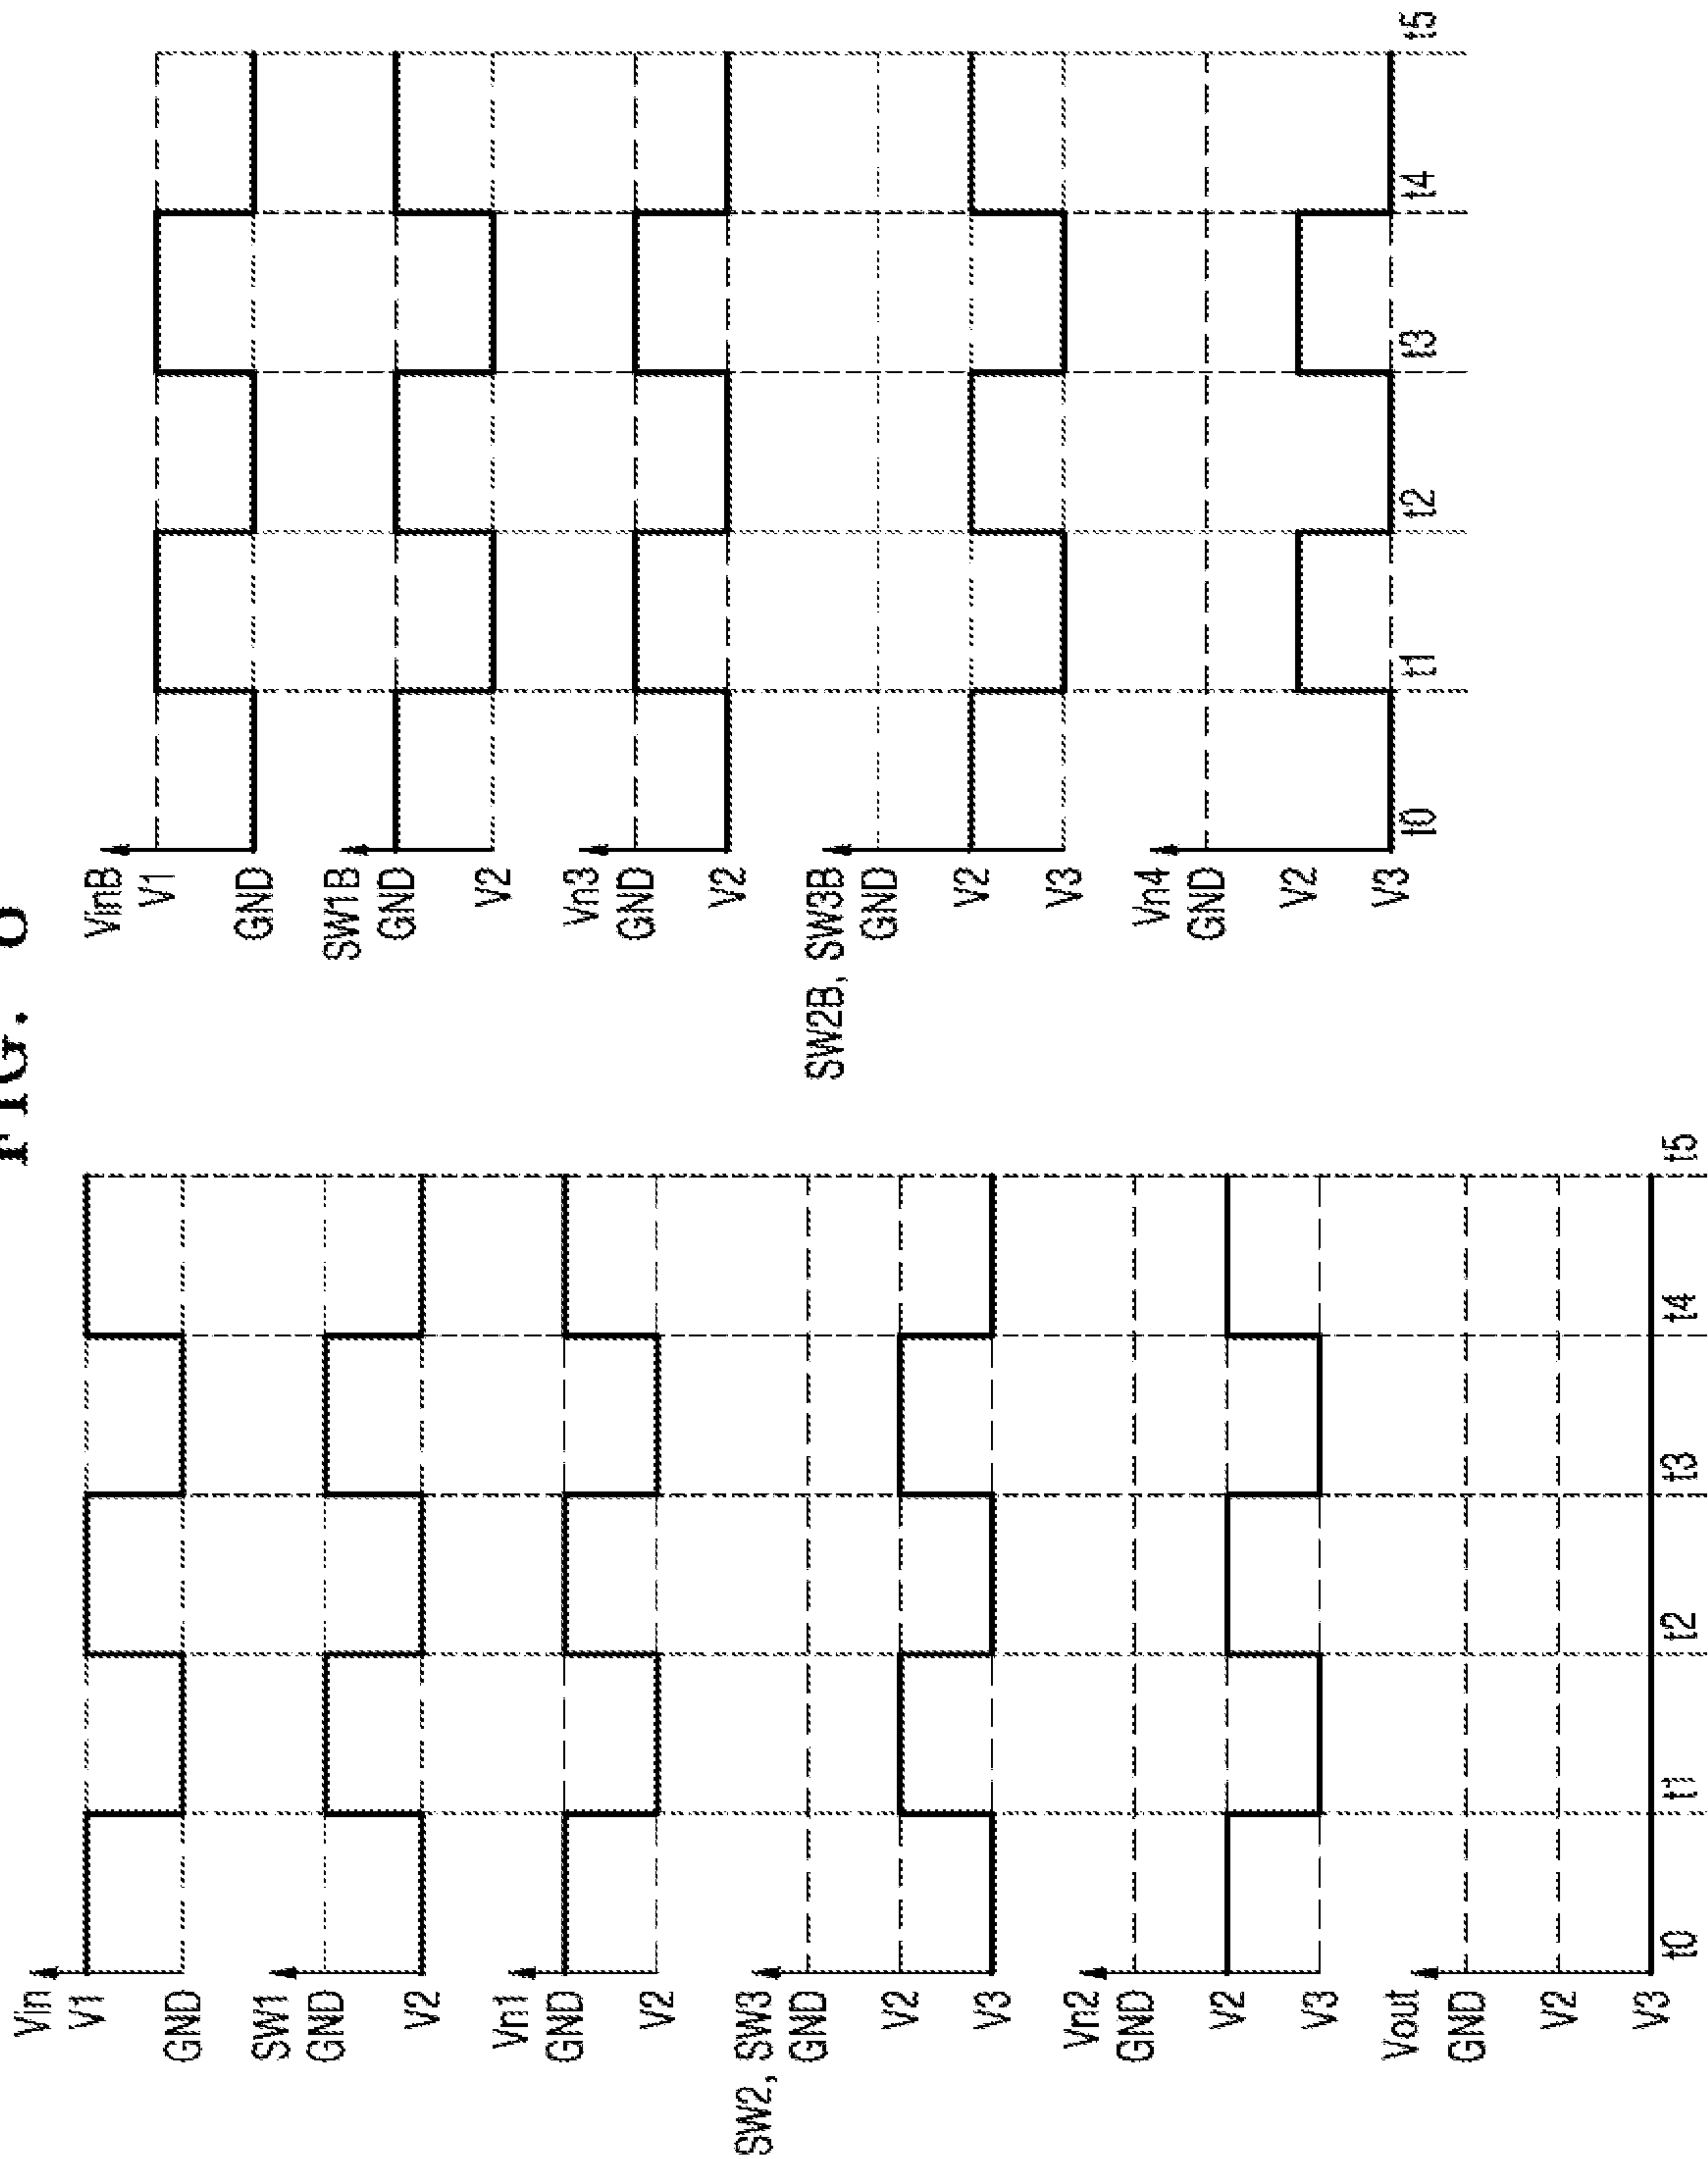 FIG. 8
Vin
V1
GND
SW1
GND
V2
Vn1
GND
V2
SW2, SW3
GND
V2
V3
Vn2
GND
V2
V3
Vout
GND
V2
V3
t0 t1 t2 t3 t4 t5
VinB
V1
GND
SW1B
GND
V2
Vn3
GND
V2
SW2B, SW3B
GND
V2
V3
Vn4
GND
V2
V3
t0 t1 t2 t3 t4 t5